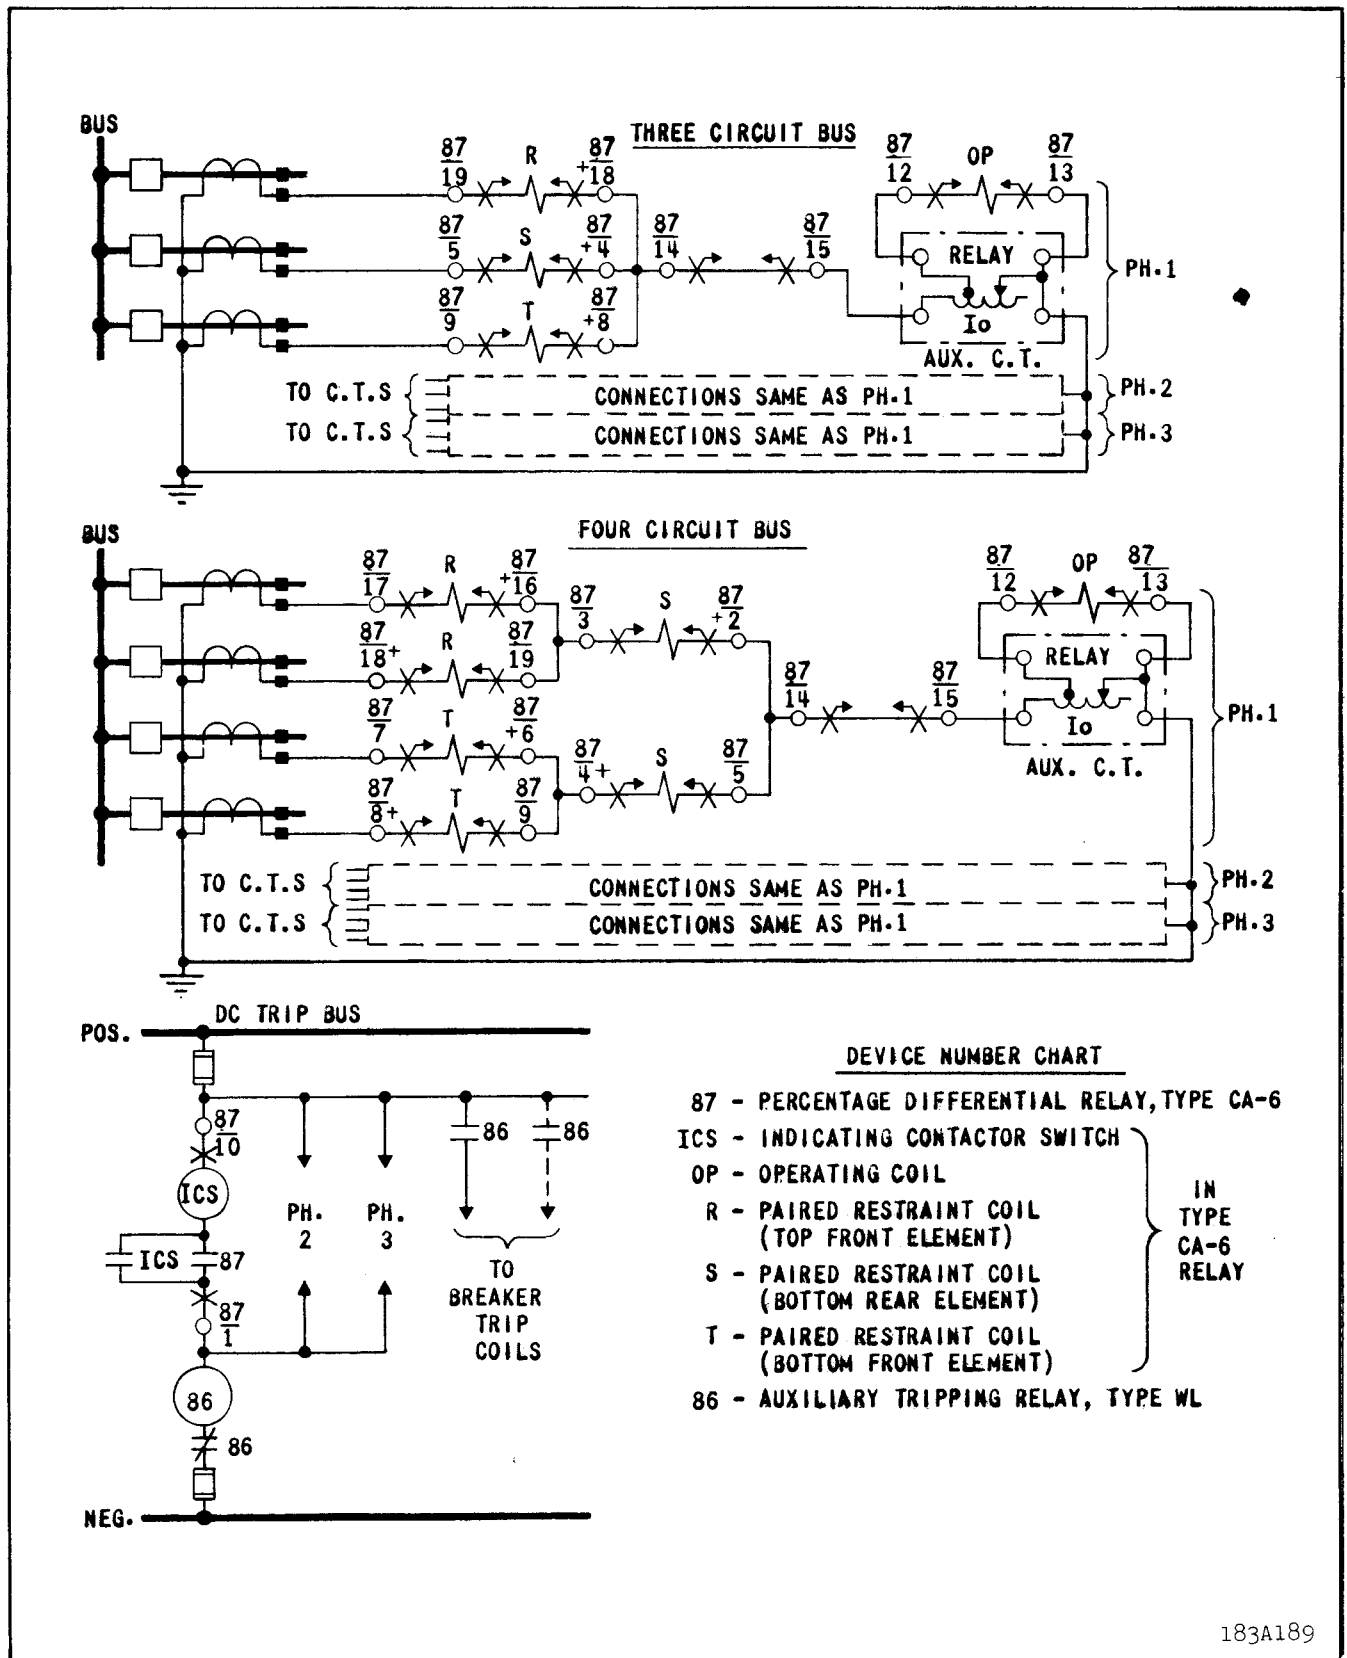 BUS
THREE CIRCUIT BUS
87 R 87 87 OP 87
19 +18 12 13
87 S 87 87 87
5 +4 14 15
RELAY
PH.1
87 T 87
9 +8
Io
AUX. C.T.
TO C.T.S CONNECTIONS SAME AS PH.1 PH.2
TO C.T.S CONNECTIONS SAME AS PH.1 PH.3
BUS
FOUR CIRCUIT BUS
87 R 87 87 OP 87
17 +16 12 13
87 S 87
3 +2
87 R 87
18+ 19
RELAY
87 87
14 15
87 T 87
7 +6
Io
PH.1
87 S 87
4+ 5
AUX. C.T.
87 T 87
8+ 9
TO C.T.S CONNECTIONS SAME AS PH.1 PH.2
TO C.T.S CONNECTIONS SAME AS PH.1 PH.3
DC TRIP BUS
POS.
87
10
ICS
ICS 87
87
1
86
86
NEG.
PH.
2
PH.
3
86 86
TO
BREAKER
TRIP
COILS
DEVICE NUMBER CHART
87 - PERCENTAGE DIFFERENTIAL RELAY, TYPE CA-6
ICS - INDICATING CONTACTOR SWITCH
OP - OPERATING COIL
R - PAIRED RESTRAINT COIL
(TOP FRONT ELEMENT)
S - PAIRED RESTRAINT COIL
(BOTTOM REAR ELEMENT)
T - PAIRED RESTRAINT COIL
(BOTTOM FRONT ELEMENT)
IN
TYPE
CA-6
RELAY
86 - AUXILIARY TRIPPING RELAY, TYPE WL
183A189